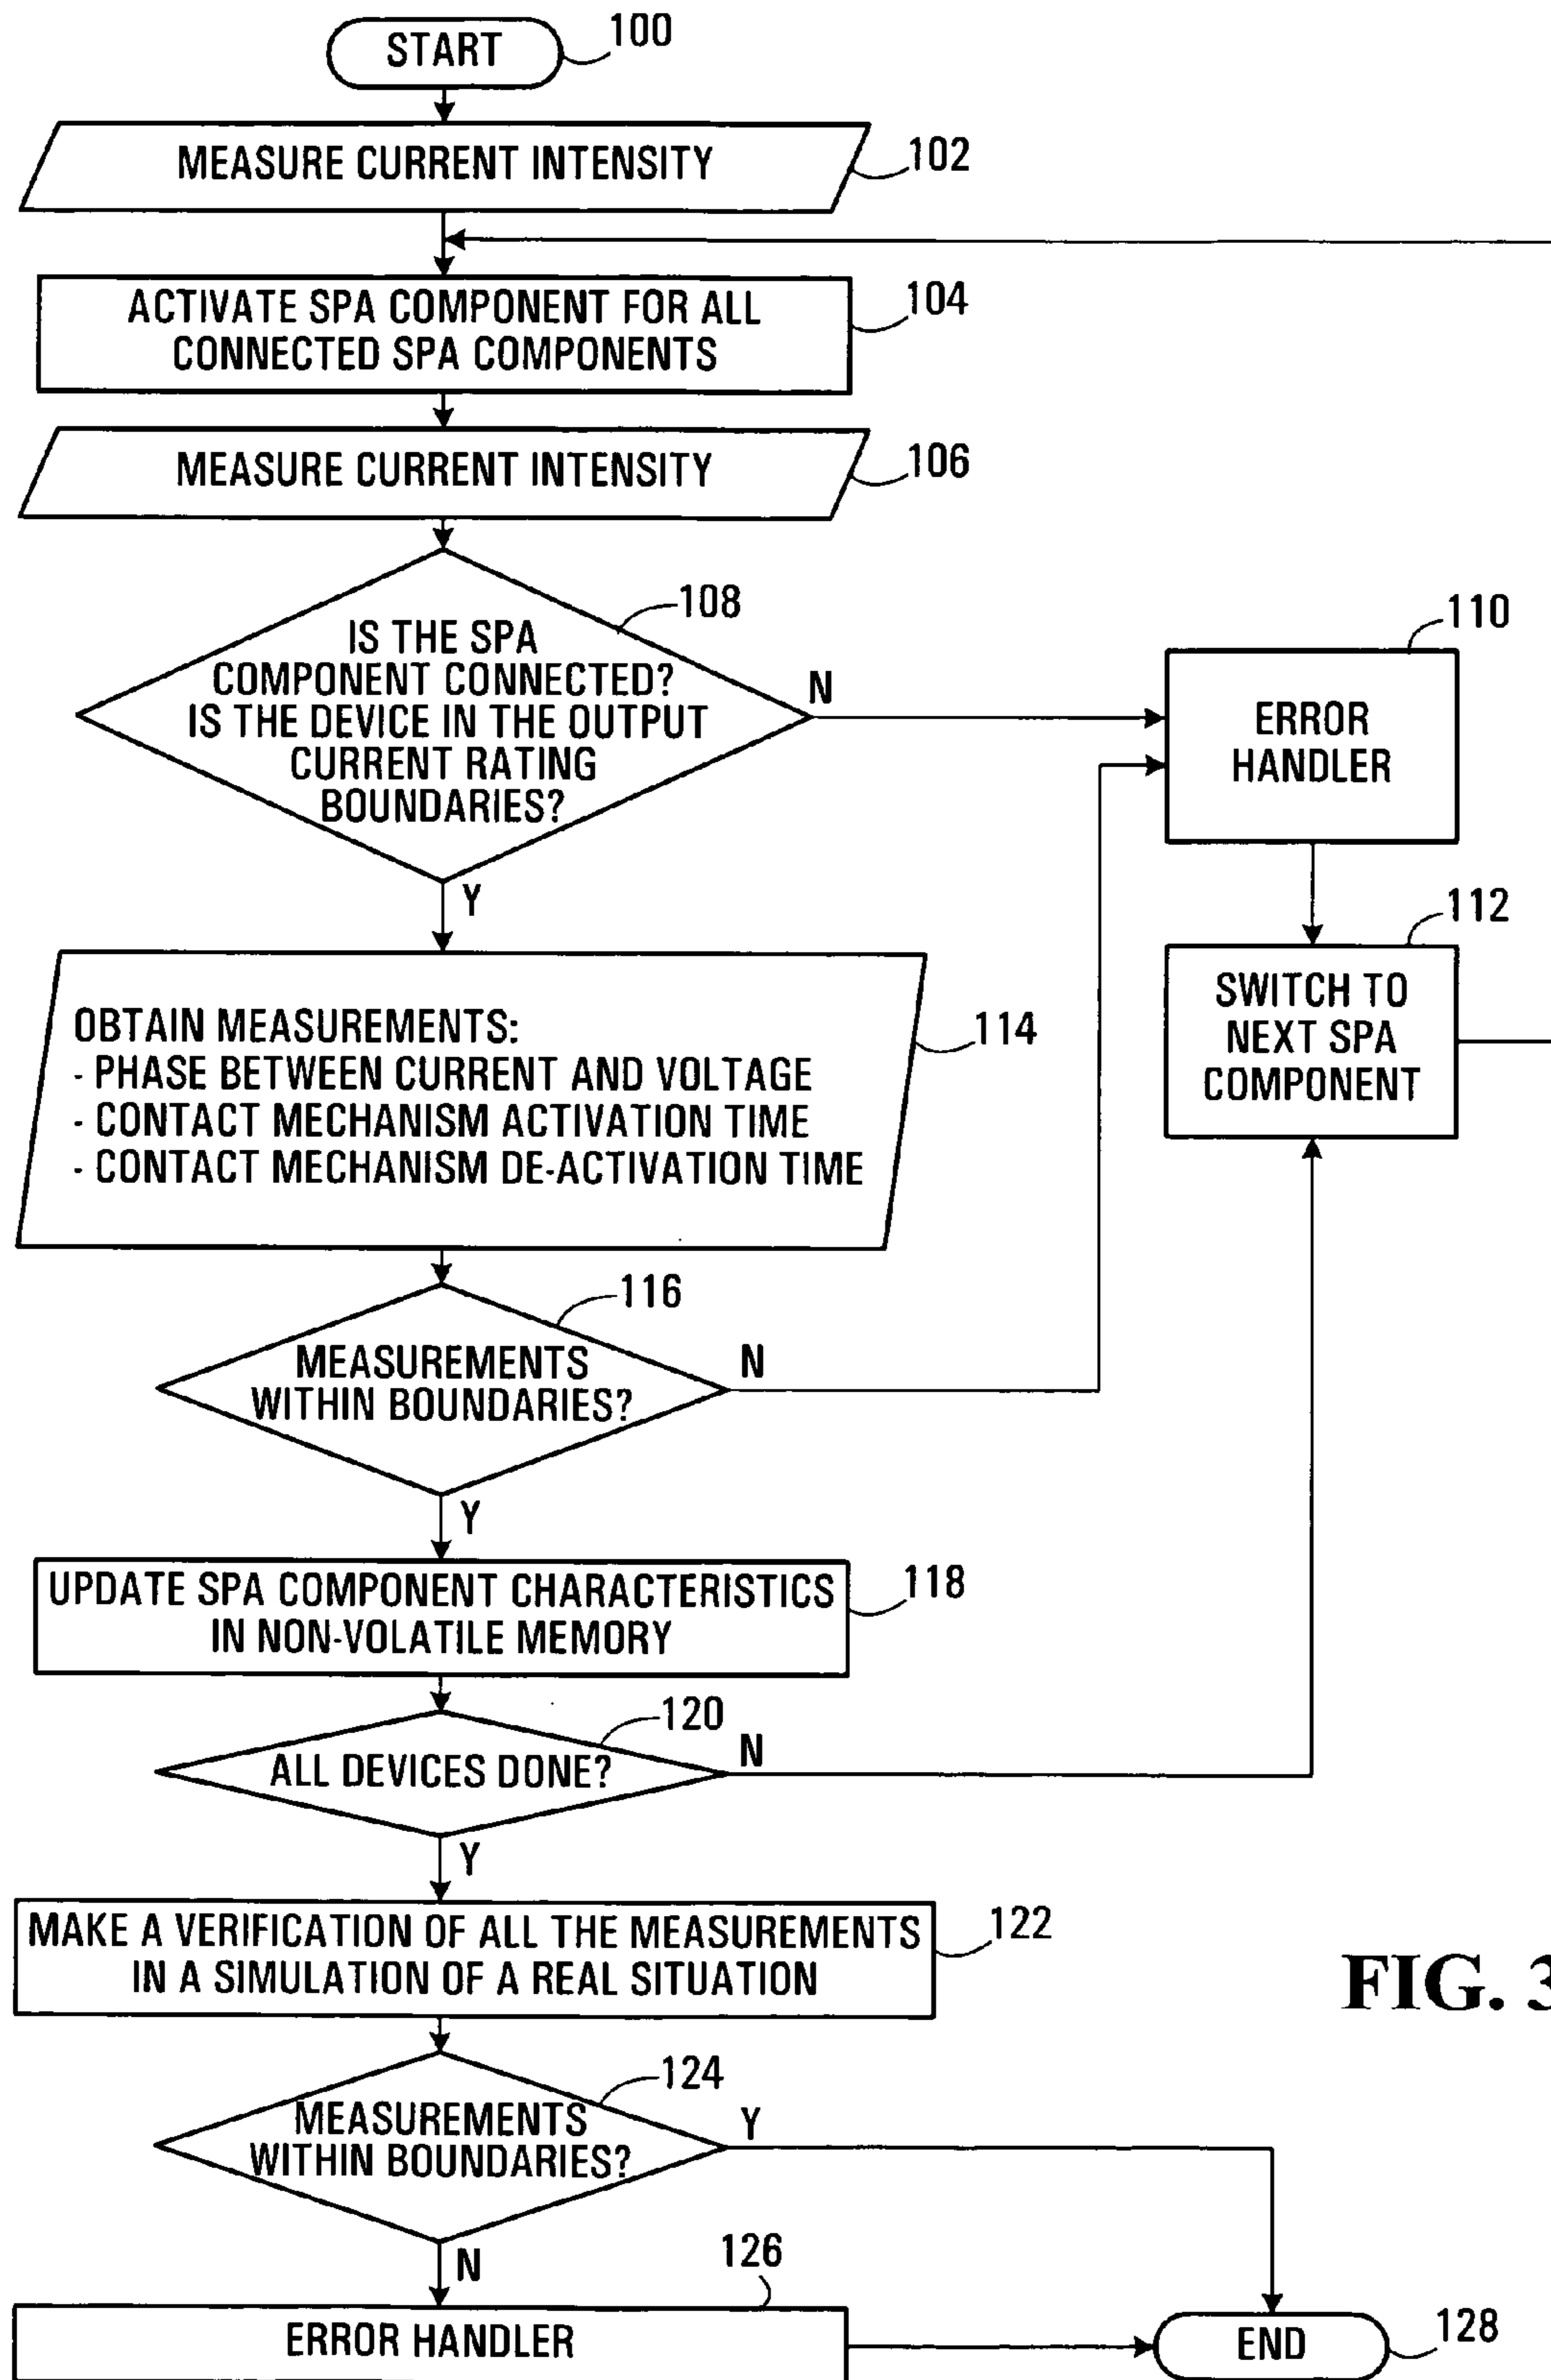 START
100
MEASURE CURRENT INTENSITY
102
ACTIVATE SPA COMPONENT FOR ALL
CONNECTED SPA COMPONENTS
104
MEASURE CURRENT INTENSITY
106
IS THE SPA
COMPONENT CONNECTED?
IS THE DEVICE IN THE OUTPUT
CURRENT RATING
BOUNDARIES?
108
N
Y
ERROR
HANDLER
110
SWITCH TO
NEXT SPA
COMPONENT
112
OBTAIN MEASUREMENTS:
- PHASE BETWEEN CURRENT AND VOLTAGE
- CONTACT MECHANISM ACTIVATION TIME
- CONTACT MECHANISM DE-ACTIVATION TIME
114
MEASUREMENTS
WITHIN BOUNDARIES?
116
N
Y
UPDATE SPA COMPONENT CHARACTERISTICS
IN NON-VOLATILE MEMORY
118
ALL DEVICES DONE?
120
N
Y
MAKE A VERIFICATION OF ALL THE MEASUREMENTS
IN A SIMULATION OF A REAL SITUATION
122
FIG. 3
MEASUREMENTS
WITHIN BOUNDARIES?
124
Y
N
ERROR HANDLER
126
END
128